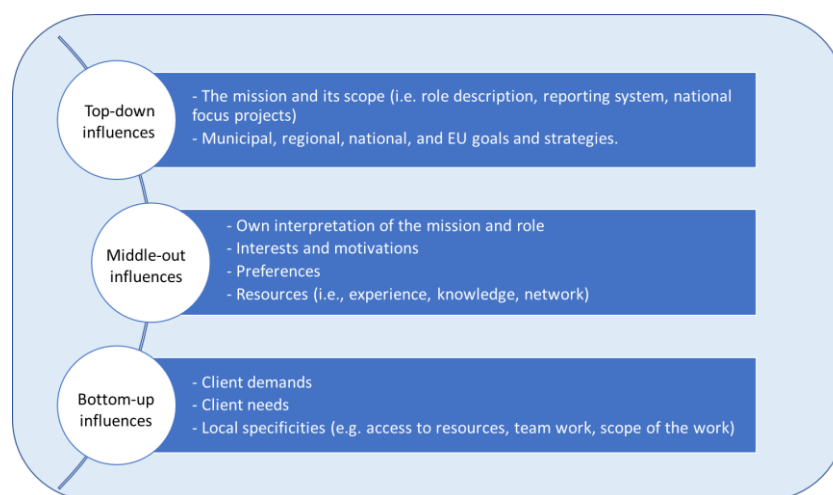 Top-down
influences
- The mission and its scope (i.e. role description, reporting system, national
focus projects)
- Municipal, regional, national, and EU goals and strategies.
Middle-out
influences
- Own interpretation of the mission and role
- Interests and motivations
- Preferences
- Resources (i.e., experience, knowledge, network)
Bottom-up
influences
- Client demands
- Client needs
- Local specificities (e.g. access to resources, team work, scope of the work)